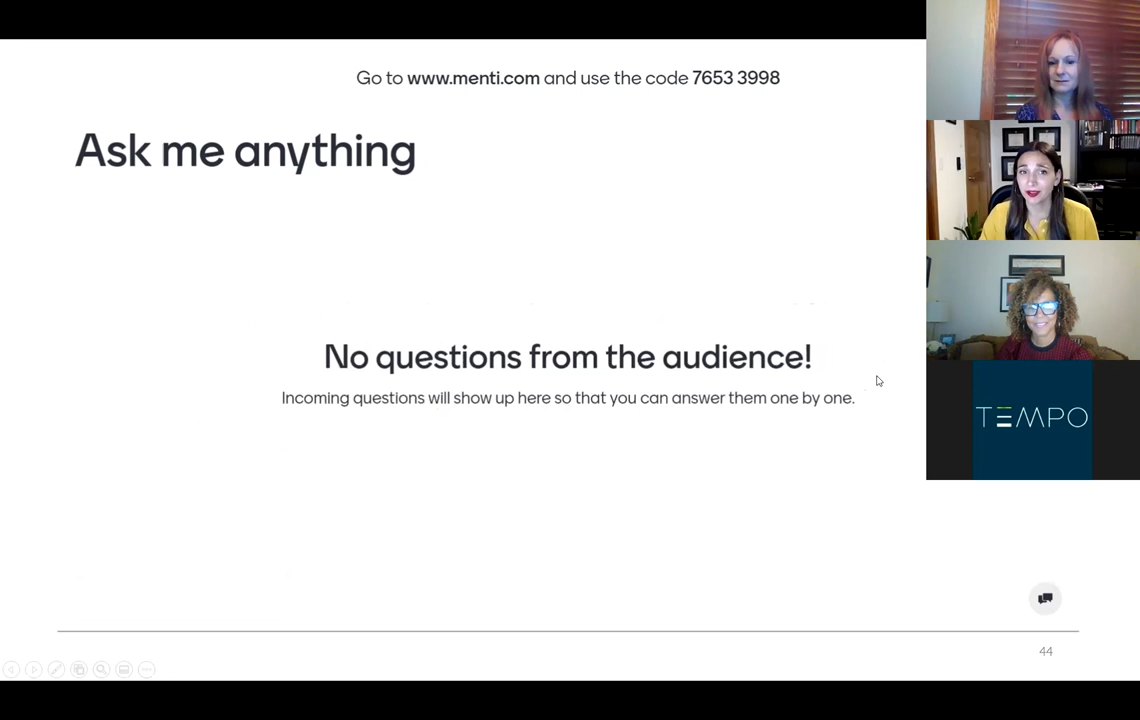 Go to www.menti.com and use the code 7653 3998
Ask me anything
No questions from the audience!
Incoming questions will show up here so that you can answer them one by one.
TEMPO
44